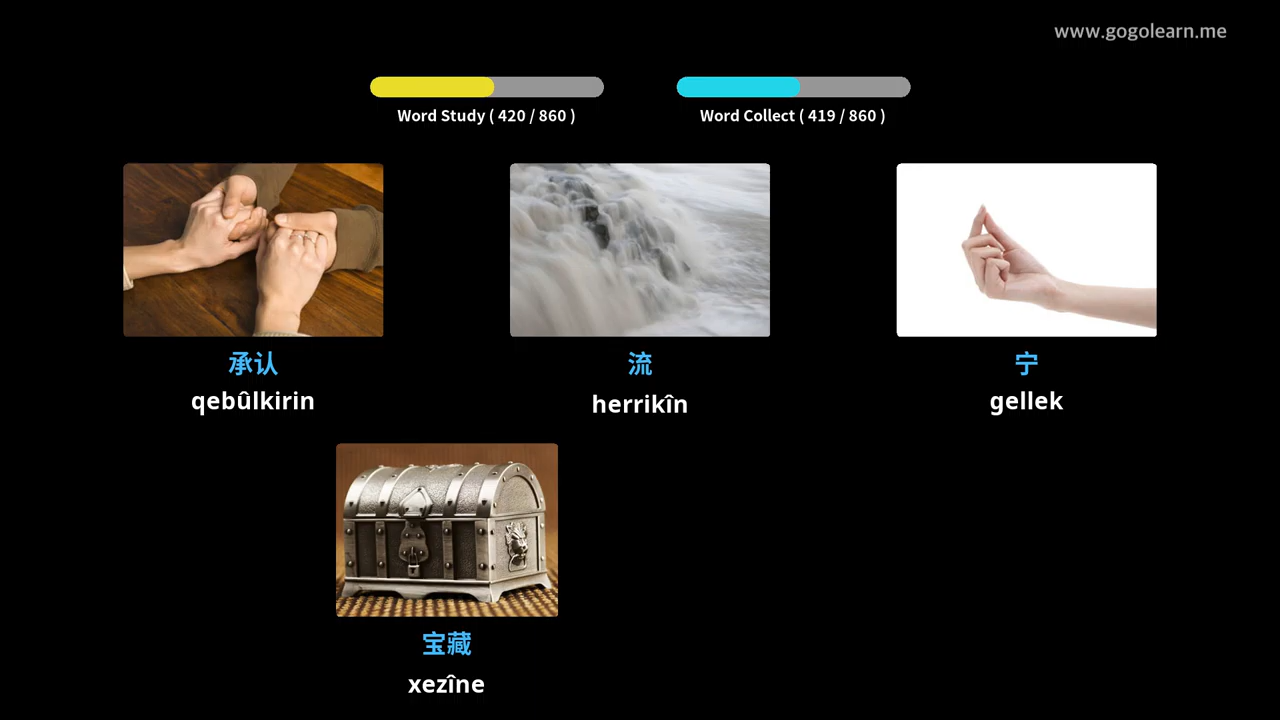 www.gogolearn.me
Word Study ( 420 / 860 )
Word Collect ( 419 / 860 )
承认
qebûlkirin
流
herrikîn
宁
gellek
宝藏
xezîne